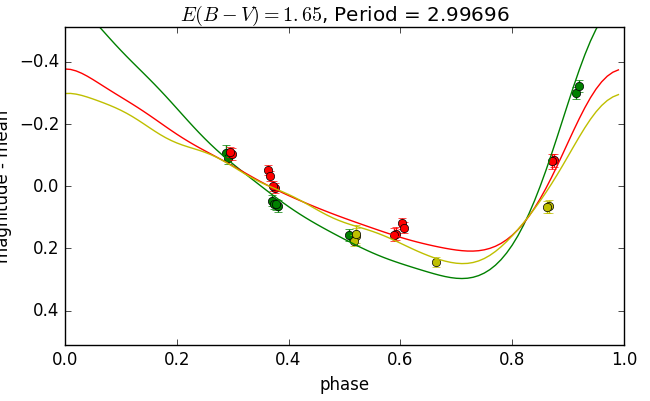 E(B − V) = 1.65, Period = 2.99696
−0.4
−0.2
0.0
0.2
0.4
magnitude - mean
0.0 0.2 0.4 0.6 0.8 1.0
phase